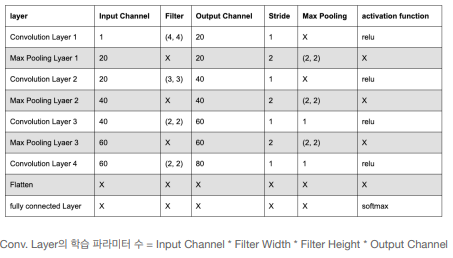 layer Input Channel Filter Output Channel Stride Max Pooling activation function
Convolution Layer 1 1 (4, 4) 20 1 X relu
Max Pooling Lyaer 1 20 X 20 2 (2, 2) X
Convolution Layer 2 20 (3, 3) 40 1 X relu
Max Pooling Lyaer 2 40 X 40 2 (2, 2) X
Convolution Layer 3 40 (2, 2) 60 1 1 relu
Max Pooling Lyaer 3 60 X 60 2 (2, 2) X
Convolution Layer 4 60 (2, 2) 80 1 1 relu
Flatten X X X X X X
fully connected Layer X X X X X softmax
Conv. Layer의 학습 파라미터 수 = Input Channel * Filter Width * Filter Height * Output Channel